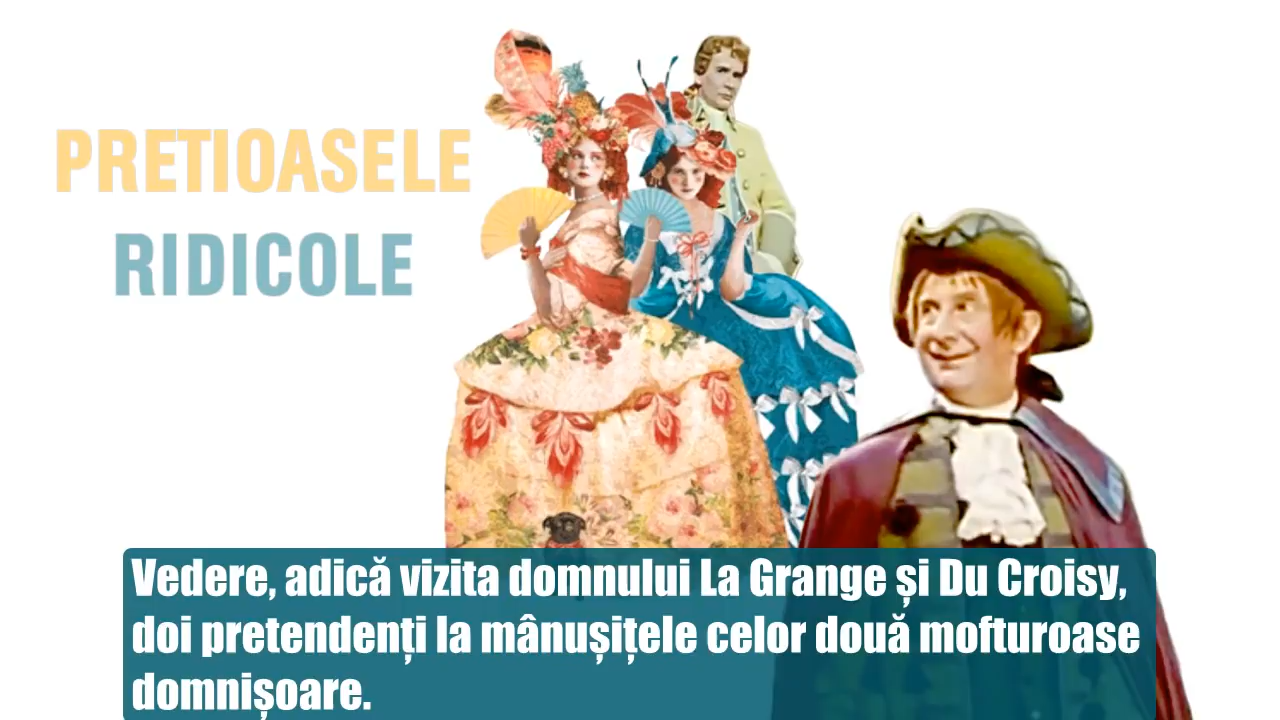 PRETIOASELE
RIDICOLE
Vedere, adică vizita domnului La Grange și Du Croisy,
doi pretendenți la mânușițele celor două mofturoase
domnișoare.